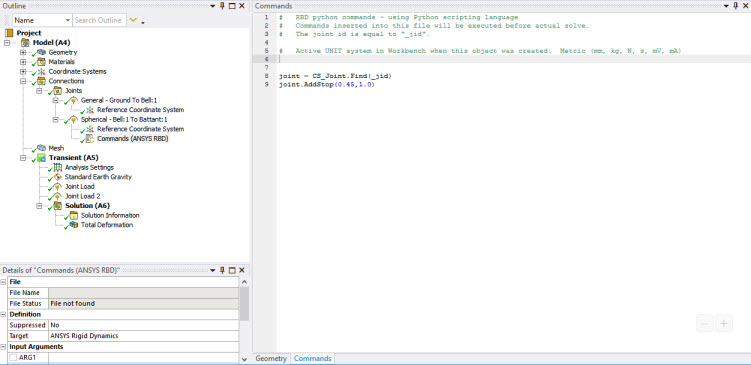 Outline
Name
Search Outline
Project
Model (A4)
Geometry
Materials
Coordinate Systems
Connections
Joints
General - Ground To Bell:1
Reference Coordinate System
Spherical - Bell:1 To Battant:1
Reference Coordinate System
Commands (ANSYS RBD)
Mesh
Transient (A5)
Analysis Settings
Standard Earth Gravity
Joint Load
Joint Load 2
Solution (A6)
Solution Information
Total Deformation
Details of "Commands (ANSYS RBD)"
File
File Name
File Status File not found
Definition
Suppressed No
Target ANSYS Rigid Dynamics
Input Arguments
ARG1
Commands
1 # RBD python commande - using Python scripting language
2 # Commands inserted into this file will be executed before actual solve.
3 # The joint id is equal to "_jid".
4
5 # Active UNIT system in Workbench when this object was created: Metric (mm, kg, N, s, mV, mA)
6
7
8 joint = CS_Joint.Find(_jid)
9 joint.AddStop(0.45,1.0)
Geometry Commands